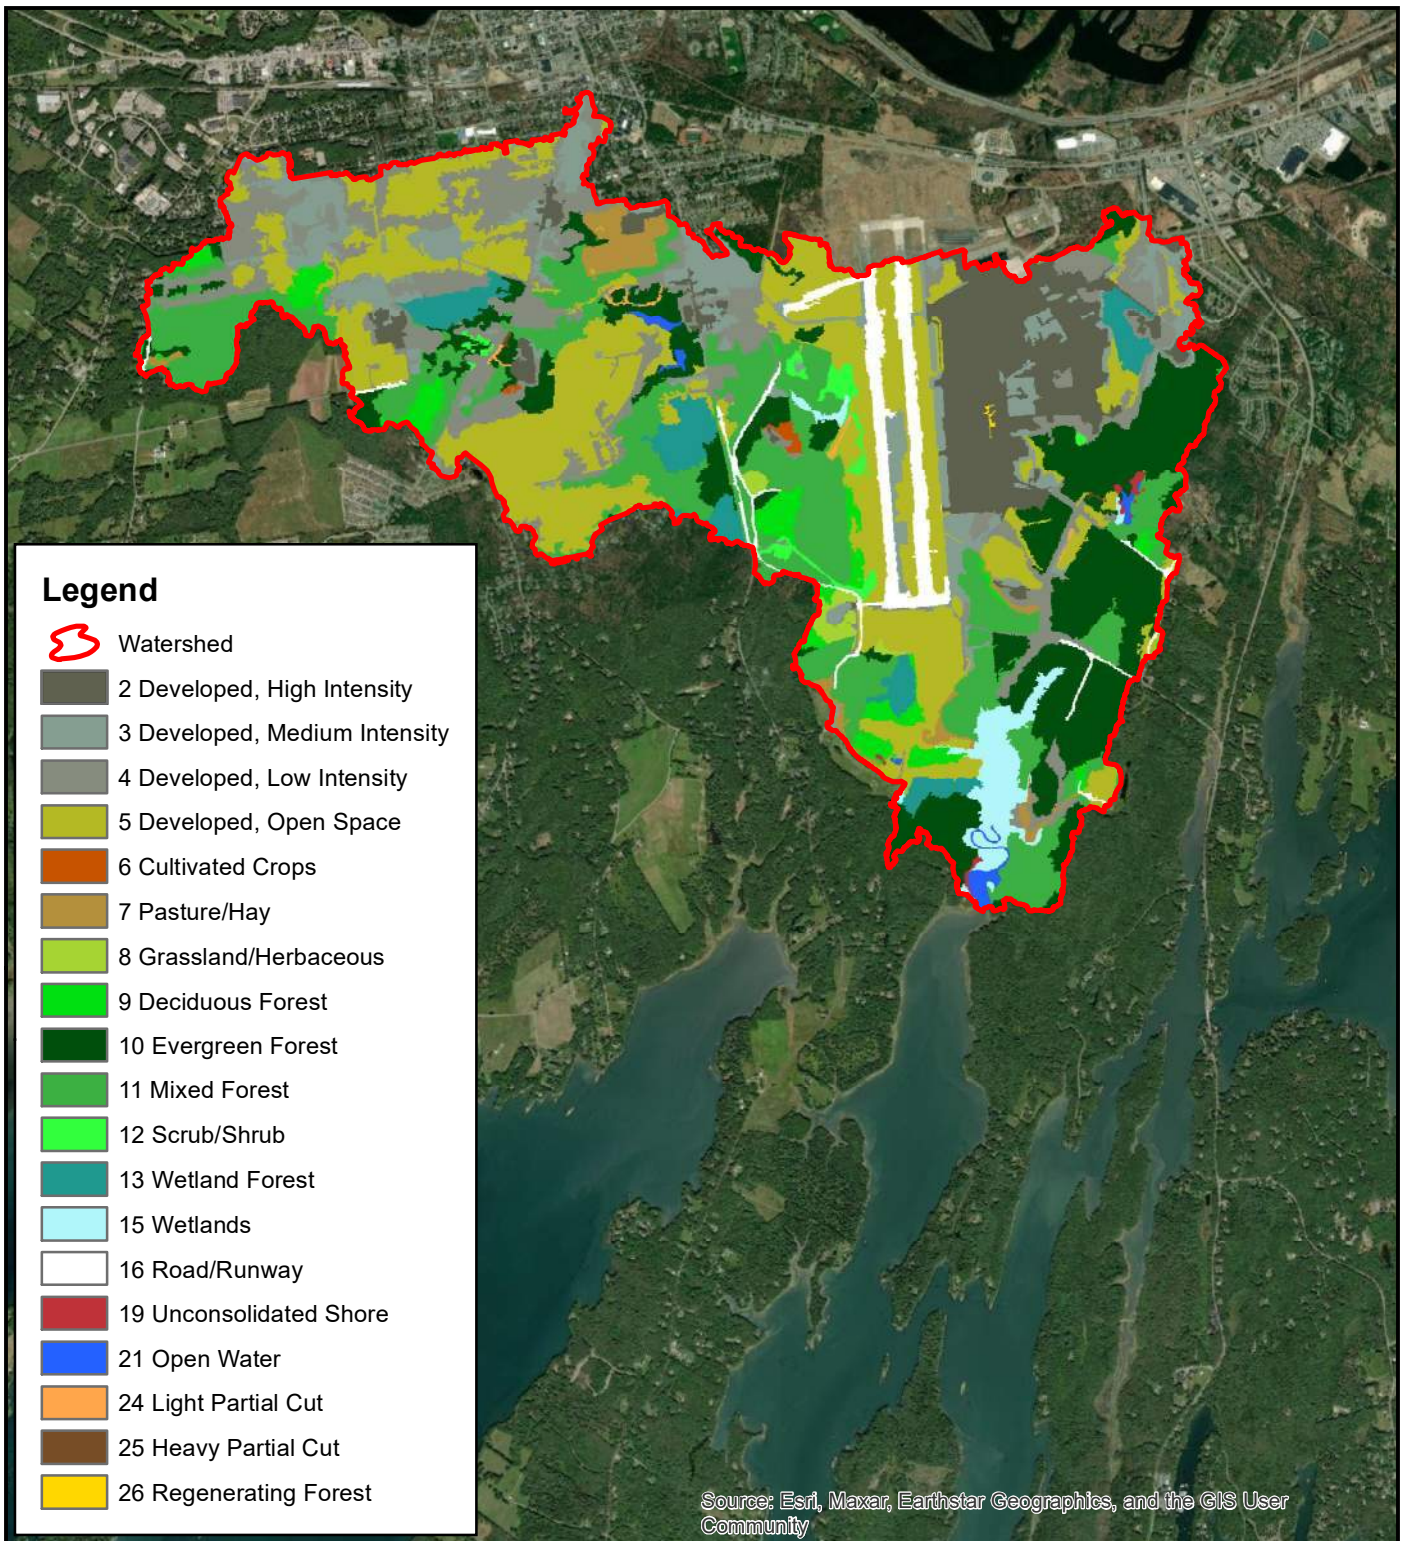 Legend
Watershed
2 Developed, High Intensity
3 Developed, Medium Intensity
4 Developed, Low Intensity
5 Developed, Open Space
6 Cultivated Crops
7 Pasture/Hay
8 Grassland/Herbaceous
9 Deciduous Forest
10 Evergreen Forest
11 Mixed Forest
12 Scrub/Shrub
13 Wetland Forest
15 Wetlands
16 Road/Runway
19 Unconsolidated Shore
21 Open Water
24 Light Partial Cut
25 Heavy Partial Cut
26 Regenerating Forest
Source: Esri, Maxar, Earthstar Geographics, and the GIS User
Community